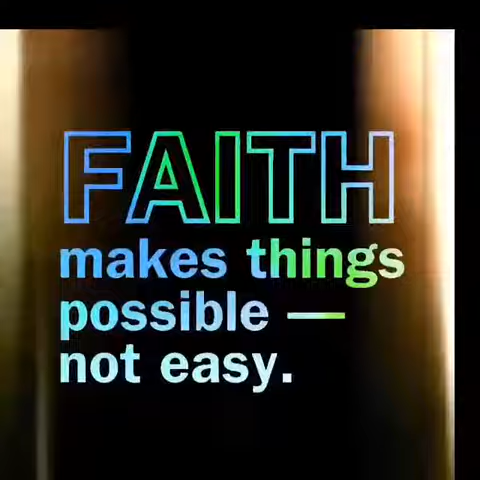 FAITH
makes things
possible —
not easy.